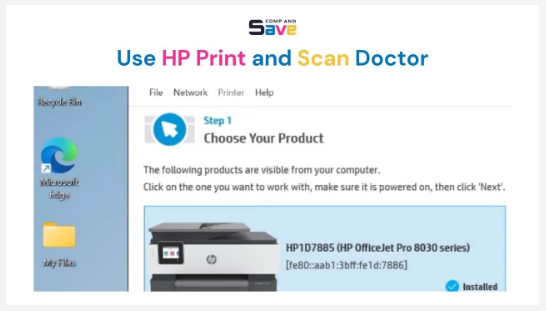 COMP AND
Save
Use HP Print and Scan Doctor
File Network Printer Help
Recycle Bin
Step 1
Choose Your Product
The following products are visible from your computer.
Click on the one you want to work with, make sure it is powered on, then click 'Next'.
Microsoft
Edge
HP1D7885 (HP OfficeJet Pro 8030 series)
[fe80::aab1:3bff:fe1d:7886]
hp
My Files
Installed